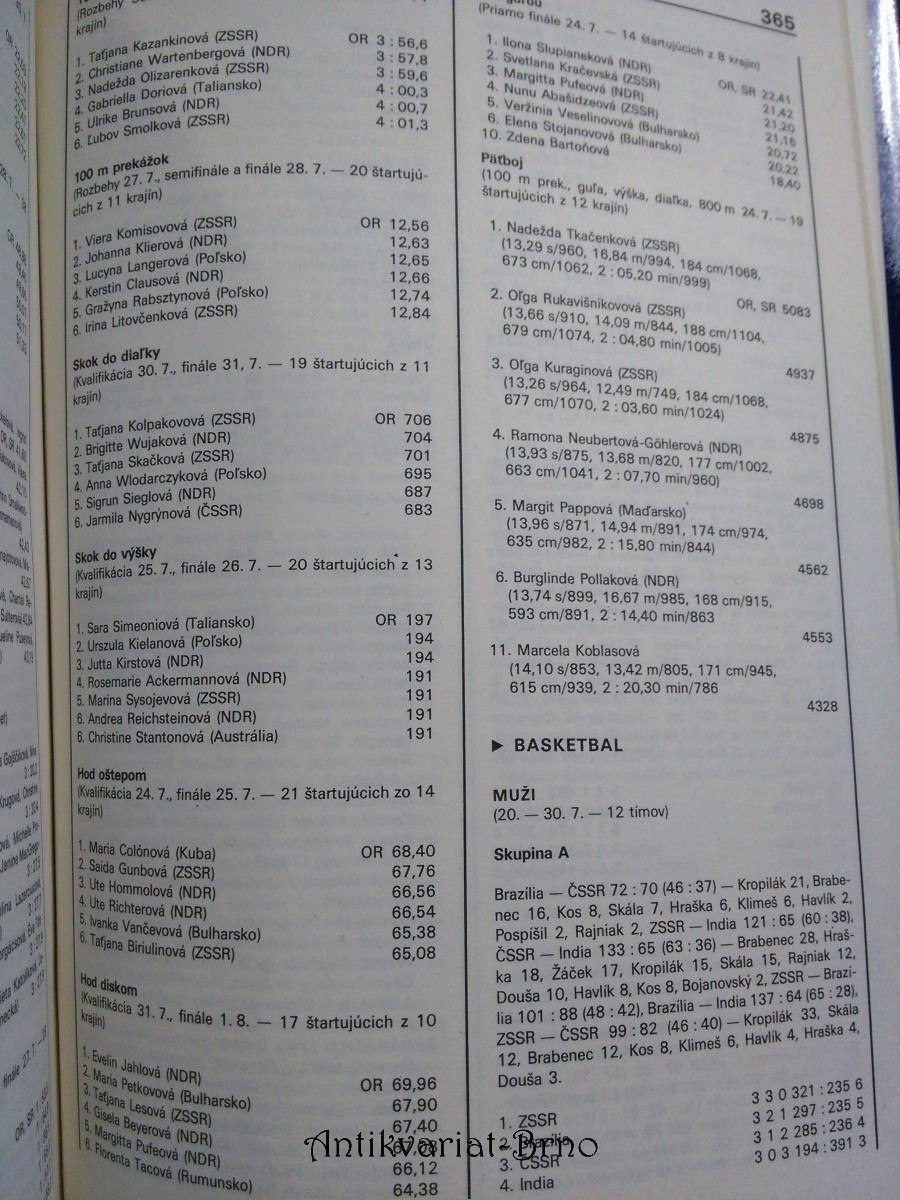 365
(Rozbehy
krajín)
1. Taťjana Kazankinová (ZSSR) OR 3 : 56,6
2. Christiane Wartenbergová (NDR) 3 : 57,8
3. Nadežda Olizarenková (ZSSR) 3 : 59,6
4. Gabriella Doriová (Taliansko) 4 : 00,3
5. Ulrike Brunsová (NDR) 4 : 00,7
6. Ľubov Smolková (ZSSR) 4 : 01,3
100 m prekážok
(Rozbehy 27. 7., semifinále a finále 28. 7. — 20 štartujú-
cich z 11 krajín)
1. Viera Komisovová (ZSSR) OR 12,56
2. Johanna Klierová (NDR) 12,63
3. Lucyna Langerová (Poľsko) 12,65
4. Kerstin Clausová (NDR) 12,66
5. Gražyna Rabsztynová (Poľsko) 12,74
6. Irina Litovčenková (ZSSR) 12,84
Skok do diaľky
(Kvalifikácia 30. 7., finále 31, 7. — 19 štartujúcich z 11
krajín)
1. Taťjana Kolpakovová (ZSSR) OR 706
2. Brigitte Wujaková (NDR) 704
3. Taťjana Skačková (ZSSR) 701
4. Anna Wlodarczyková (Poľsko) 695
5. Sigrun Sieglová (NDR) 687
6. Jarmila Nygrýnová (ČSSR) 683
Skok do výšky
(Kvalifikácia 25. 7., finále 26. 7. — 20 štartujúcich z 13
krajín)
1. Sara Simeoniová (Taliansko) OR 197
2. Urszula Kielanová (Poľsko) 194
3. Jutta Kirstová (NDR) 194
4. Rosemarie Ackermannová (NDR) 191
5. Marina Sysojevová (ZSSR) 191
6. Andrea Reichsteinová (NDR) 191
6. Christine Stantonová (Austrália) 191
Hod oštepom
(Kvalifikácia 24. 7., finále 25. 7. — 21 štartujúcich zo 14
krajín)
1. Maria Colónová (Kuba) OR 68,40
2. Saida Gunbová (ZSSR) 67,76
3. Ute Hommolová (NDR) 66,56
4. Ute Richterová (NDR) 66,54
5. Ivanka Vančevová (Bulharsko) 65,38
6. Taťjana Biriulinová (ZSSR) 65,08
Hod diskom
(Kvalifikácia 31. 7., finále 1. 8. — 17 štartujúcich z 10
krajín)
1. Evelin Jahlová (NDR) OR 69,96
2. Maria Petkovová (Bulharsko) 67,90
3. Taťjana Lesová (ZSSR) 67,40
4. Gisela Beyerová (NDR)
5. Margitta Pufeová (NDR) 66,12
6. Florenta Tacová (Rumunsko) 64,38
(Priamo finále 24. 7. — 14 štartujúcich z 8 krajín)
1. Ilona Slupianeková (NDR) OR, SR 22,41
2. Svetlana Kračevská (ZSSR) 21,42
3. Margitta Pufeová (NDR) 21,20
4. Nunu Abašidzeová (ZSSR) 21,15
5. Veržinia Veselinovová (Bulharsko) 20,72
6. Elena Stojanovová (Bulharsko) 20,22
10. Zdena Bartoňová 18,40
Päťboj
(100 m prek., guľa, výška, diaľka, 800 m 24. 7. — 19
štartujúcich z 12 krajín)
1. Nadežda Tkačenková (ZSSR)
(13,29 s/960, 16,84 m/994, 184 cm/1068,
673 cm/1062, 2 : 05,20 min/999)
OR, SR 5083
2. Oľga Rukavišnikovová (ZSSR)
(13,66 s/910, 14,09 m/844, 188 cm/1104,
679 cm/1074, 2 : 04,80 min/1005)
4937
3. Oľga Kuraginová (ZSSR)
(13,26 s/964, 12,49 m/749, 184 cm/1068,
677 cm/1070, 2 : 03,60 min/1024)
4875
4. Ramona Neubertová-Göhlerová (NDR)
(13,93 s/875, 13,68 m/820, 177 cm/1002,
663 cm/1041, 2 : 07,70 min/960)
4698
5. Margit Pappová (Maďarsko)
(13,96 s/871, 14,94 m/891, 174 cm/974,
635 cm/982, 2 : 15,80 min/844)
4562
6. Burglinde Pollaková (NDR)
(13,74 s/899, 16,67 m/985, 168 cm/915,
593 cm/891, 2 : 14,40 min/863
4553
11. Marcela Koblasová
(14,10 s/853, 13,42 m/805, 171 cm/945,
615 cm/939, 2 : 20,30 min/786
4328
► BASKETBAL
MUŽI
(20. — 30. 7. — 12 tímov)
Skupina A
Brazília — ČSSR 72 : 70 (46 : 37) — Kropilák 21, Brabe-
nec 16, Kos 8, Skála 7, Hraška 6, Klimeš 6, Havlík 2,
Pospíšil 2, Rajniak 2, ZSSR — India 121 : 65 (60 : 38),
ČSSR — India 133 : 65 (63 : 36) — Brabenec 28, Hraš-
ka 18, Žáček 17, Kropilák 15, Skála 15, Rajniak 12,
Douša 10, Havlík 8, Kos 8, Bojanovský 2, ZSSR — Brazí-
lia 101 : 88 (48 : 42), Brazília — India 137 : 64 (65 : 28),
ZSSR — ČSSR 99 : 82 (46 : 40) — Kropilák 33, Skála
12, Brabenec 12, Kos 8, Klimeš 6, Havlík 4, Hraška 4,
Douša 3.
1. ZSSR 3 3 0 321 : 235 6
2. Brazília 3 2 1 297 : 235 5
3. ČSSR 3 1 2 285 : 236 4
4. India 3 0 3 194 : 391 3
Antikvariat-Brno